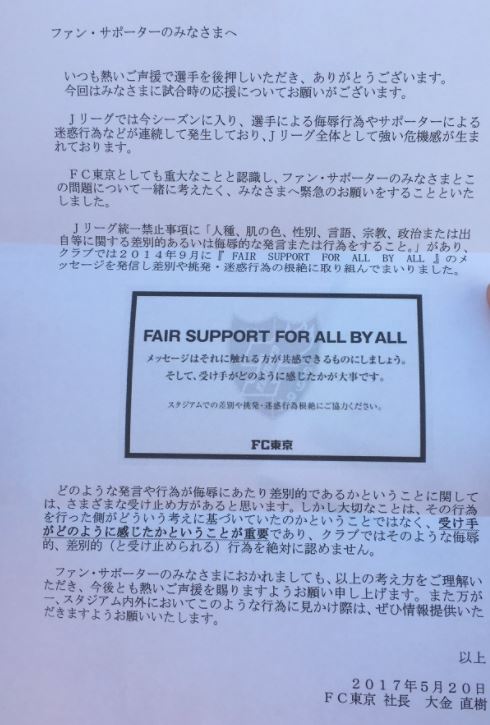 ファン・サポーターのみなさまへ
いつも熱いご声援で選手を後押しいただき、ありがとうございます。
今回はみなさまに試合時の応援についてお願いがございます。
Jリーグでは今シーズンに入り、選手による侮辱行為やサポーターによる
迷惑行為などが連続して発生しており、Jリーグ全体として強い危機感が生ま
れております。
FC東京としても重大なことと認識し、ファン・サポーターのみなさまとこ
の問題について一緒に考えたく、みなさまへ緊急のお願いをすることといた
しました。
Jリーグ統一禁止事項に「人種、肌の色、性別、言語、宗教、政治または出
自等に関する差別的あるいは侮辱的な発言または行為をすること。」があり、
クラブでは2014年9月に『 FAIR SUPPORT FOR ALL BY ALL 』のメ
ッセージを発信し差別や挑発・迷惑行為の根絶に取り組んでまいりました。
FAIR SUPPORT FOR ALL BY ALL
メッセージはそれに触れる方が共感できるものにしましょう。
そして、受け手がどのように感じたかが大事です。
スタジアムでの差別や挑発・迷惑行為根絶にご協力ください。
FC東京
どのような発言や行為が侮辱にあたり差別的であるかということに関して
は、さまざまな受け止め方があると思います。しかし大切なことは、その行為
を行った側がどういう考えに基づいていたのかということではなく、受け手
がどのように感じたかということが重要であり、クラブではそのような侮辱
的、差別的（と受け止められる）行為を絶対に認めません。
ファン・サポーターのみなさまにおかれましても、以上の考え方をご理解い
ただき、今後とも熱いご声援を賜りますようお願い申し上げます。また万が
一、スタジアム内外においてこのような行為に見かけ際は、ぜひ情報提供いた
だきますようお願いいたします。
以上
2017年5月20日
FC東京 社長 大金 直樹